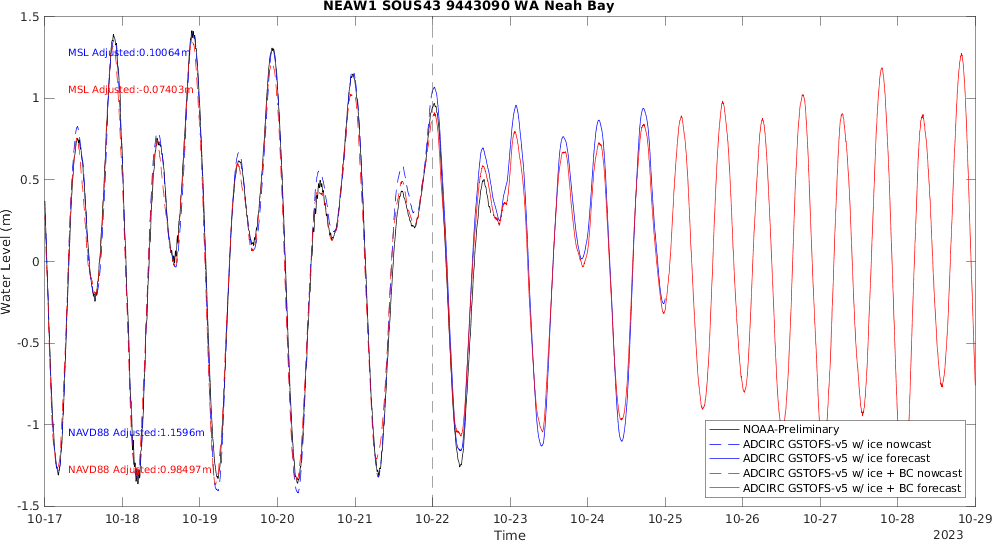 NEAW1 SOUS43 9443090 WA Neah Bay
MSL Adjusted:0.10064m
MSL Adjusted:-0.07403m
NAVD88 Adjusted:1.1596m
NAVD88 Adjusted:0.98497m
Water Level (m)
1.5
1
0.5
0
-0.5
-1
-1.5
NOAA-Preliminary
ADCIRC GSTOFS-v5 w/ ice nowcast
ADCIRC GSTOFS-v5 w/ ice forecast
ADCIRC GSTOFS-v5 w/ ice + BC nowcast
ADCIRC GSTOFS-v5 w/ ice + BC forecast
10-17 10-18 10-19 10-20 10-21 10-22 10-23 10-24 10-25 10-26 10-27 10-28 10-29
Time
2023